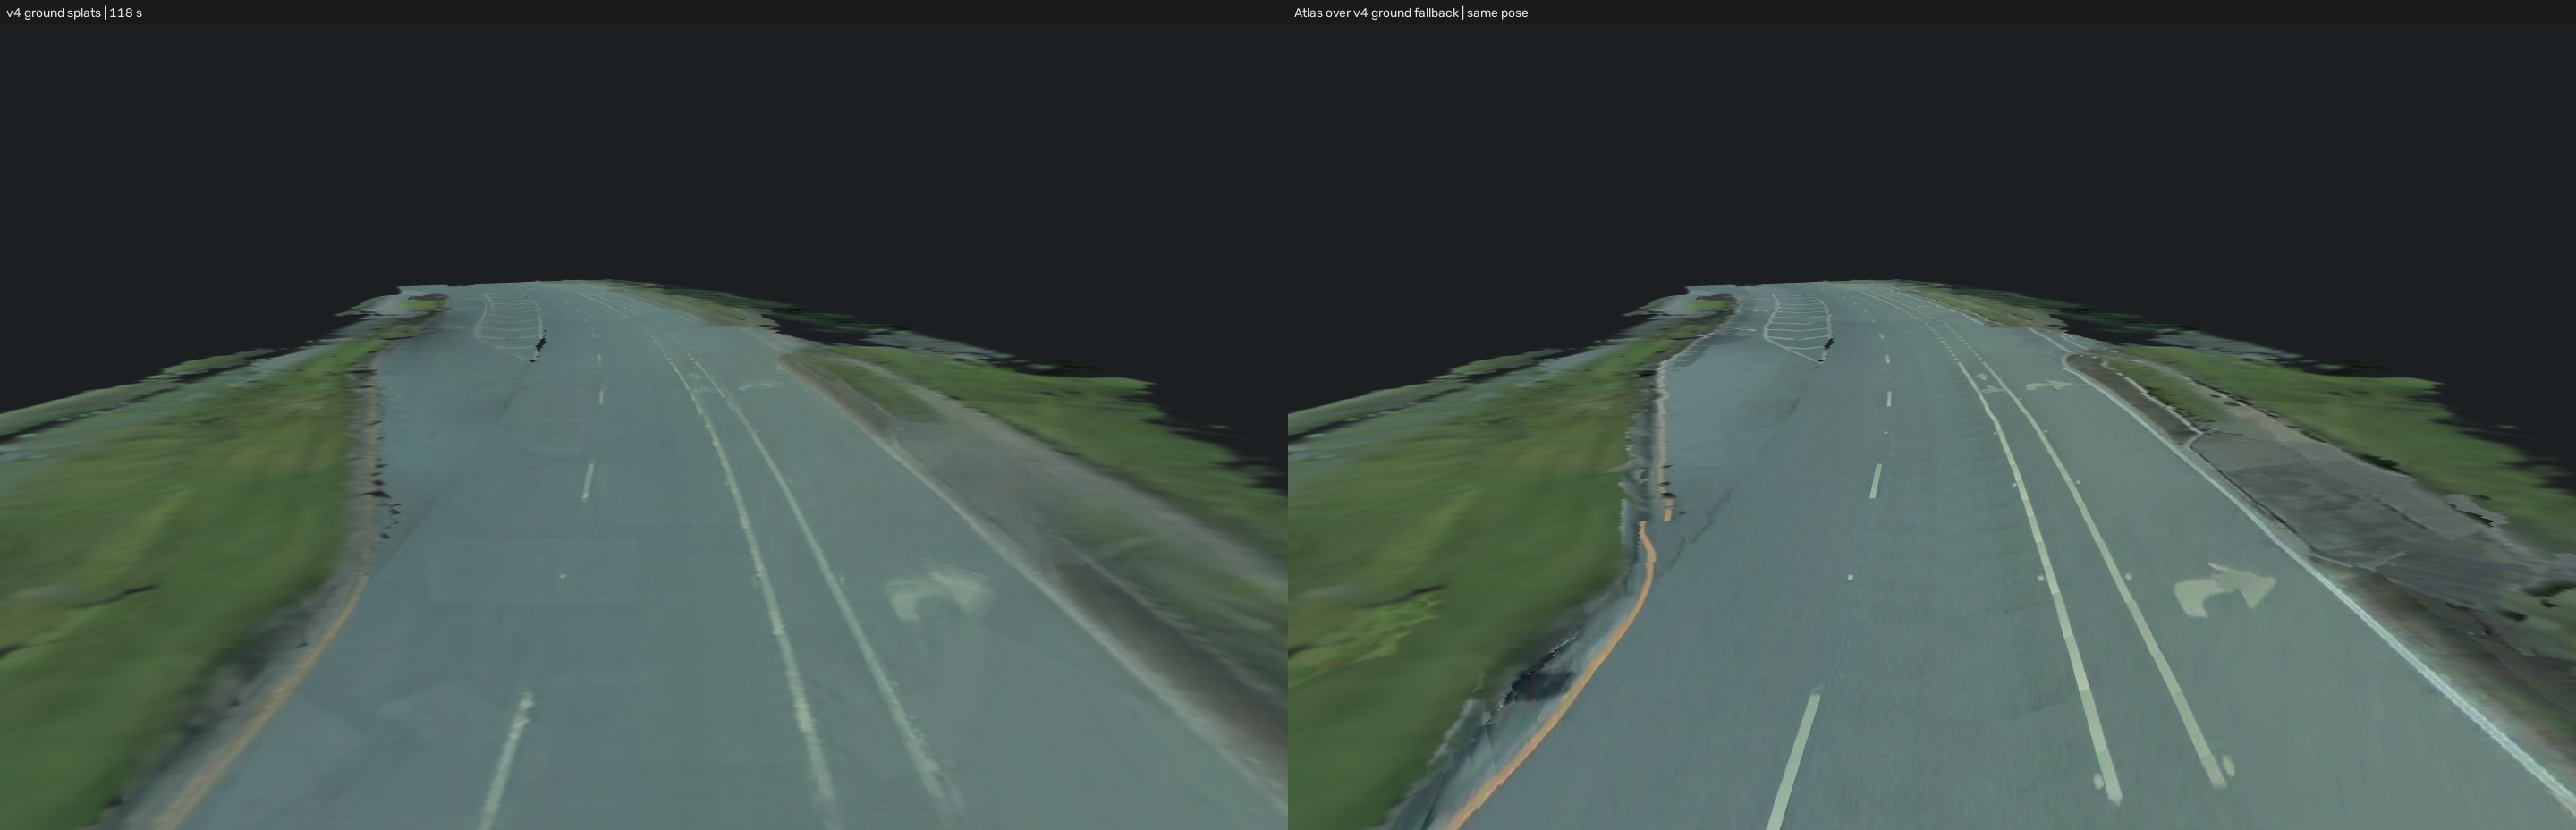 v4 ground splats | 118 s
Atlas over v4 ground fallback | same pose